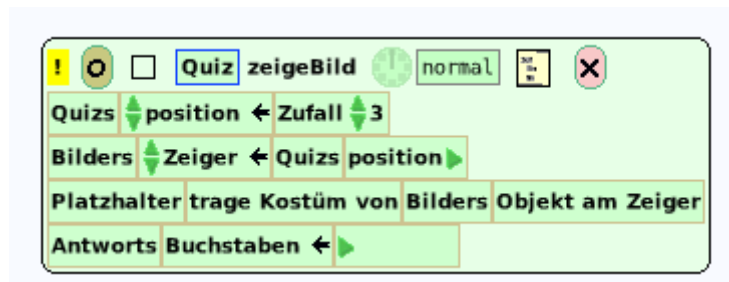 ! O Quiz zeigeBild normal X
Quizs position ← Zufall 3
Bilders Zeiger ← Quizs position
Platzhalter trage Kostüm von Bilders Objekt am Zeiger
Antworts Buchstaben ←